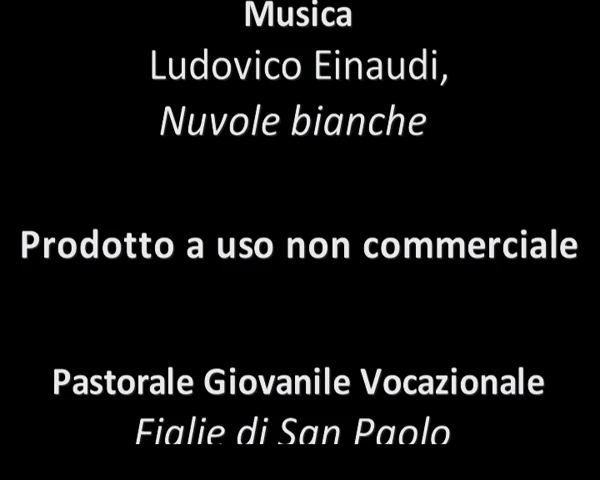 Musica
Ludovico Einaudi,
Nuvole bianche
Prodotto a uso non commerciale
Pastorale Giovanile Vocazionale
Figlie di San Paolo